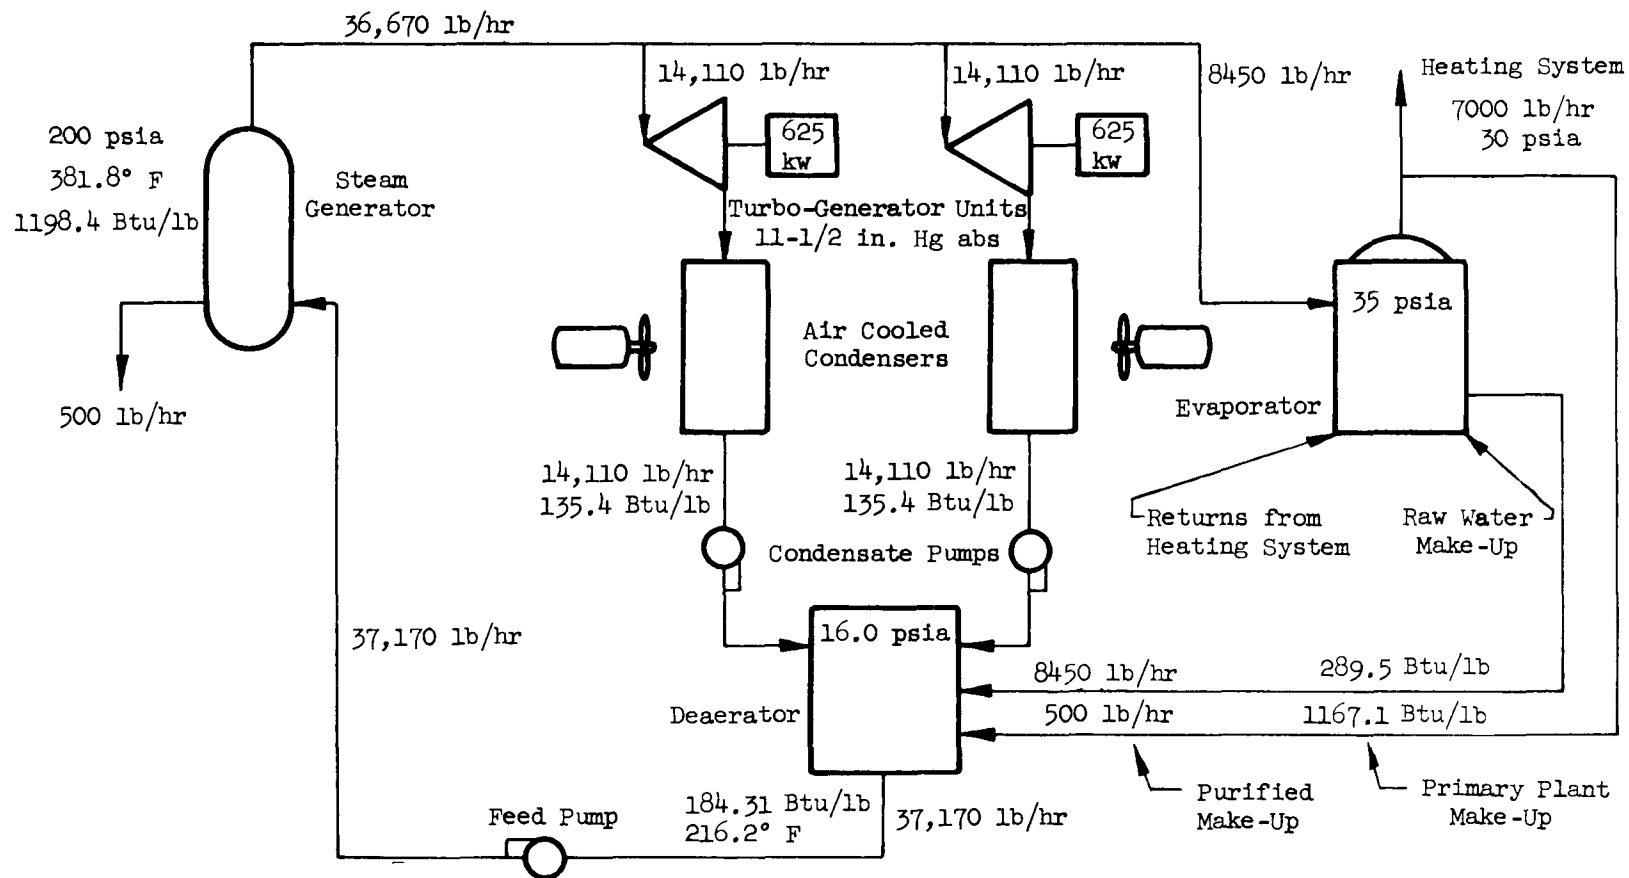 36,670 lb/hr
14,110 lb/hr
14,110 lb/hr
8450 lb/hr
Heating System
7000 lb/hr
30 psia
200 psia
381.8° F
1198.4 Btu/lb
Steam
Generator
625
kw
625
kw
Turbo-Generator Units
11-1/2 in. Hg abs
35 psia
Air Cooled
Condensers
Evaporator
500 lb/hr
14,110 lb/hr
135.4 Btu/lb
14,110 lb/hr
135.4 Btu/lb
Returns from
Heating System
Raw Water
Make-Up
Condensate Pumps
16.0 psia
37,170 lb/hr
8450 lb/hr
289.5 Btu/lb
Deaerator
500 lb/hr
1167.1 Btu/lb
Purified
Make-Up
Primary Plant
Make-Up
184.31 Btu/lb
216.2° F
37,170 lb/hr
Feed Pump